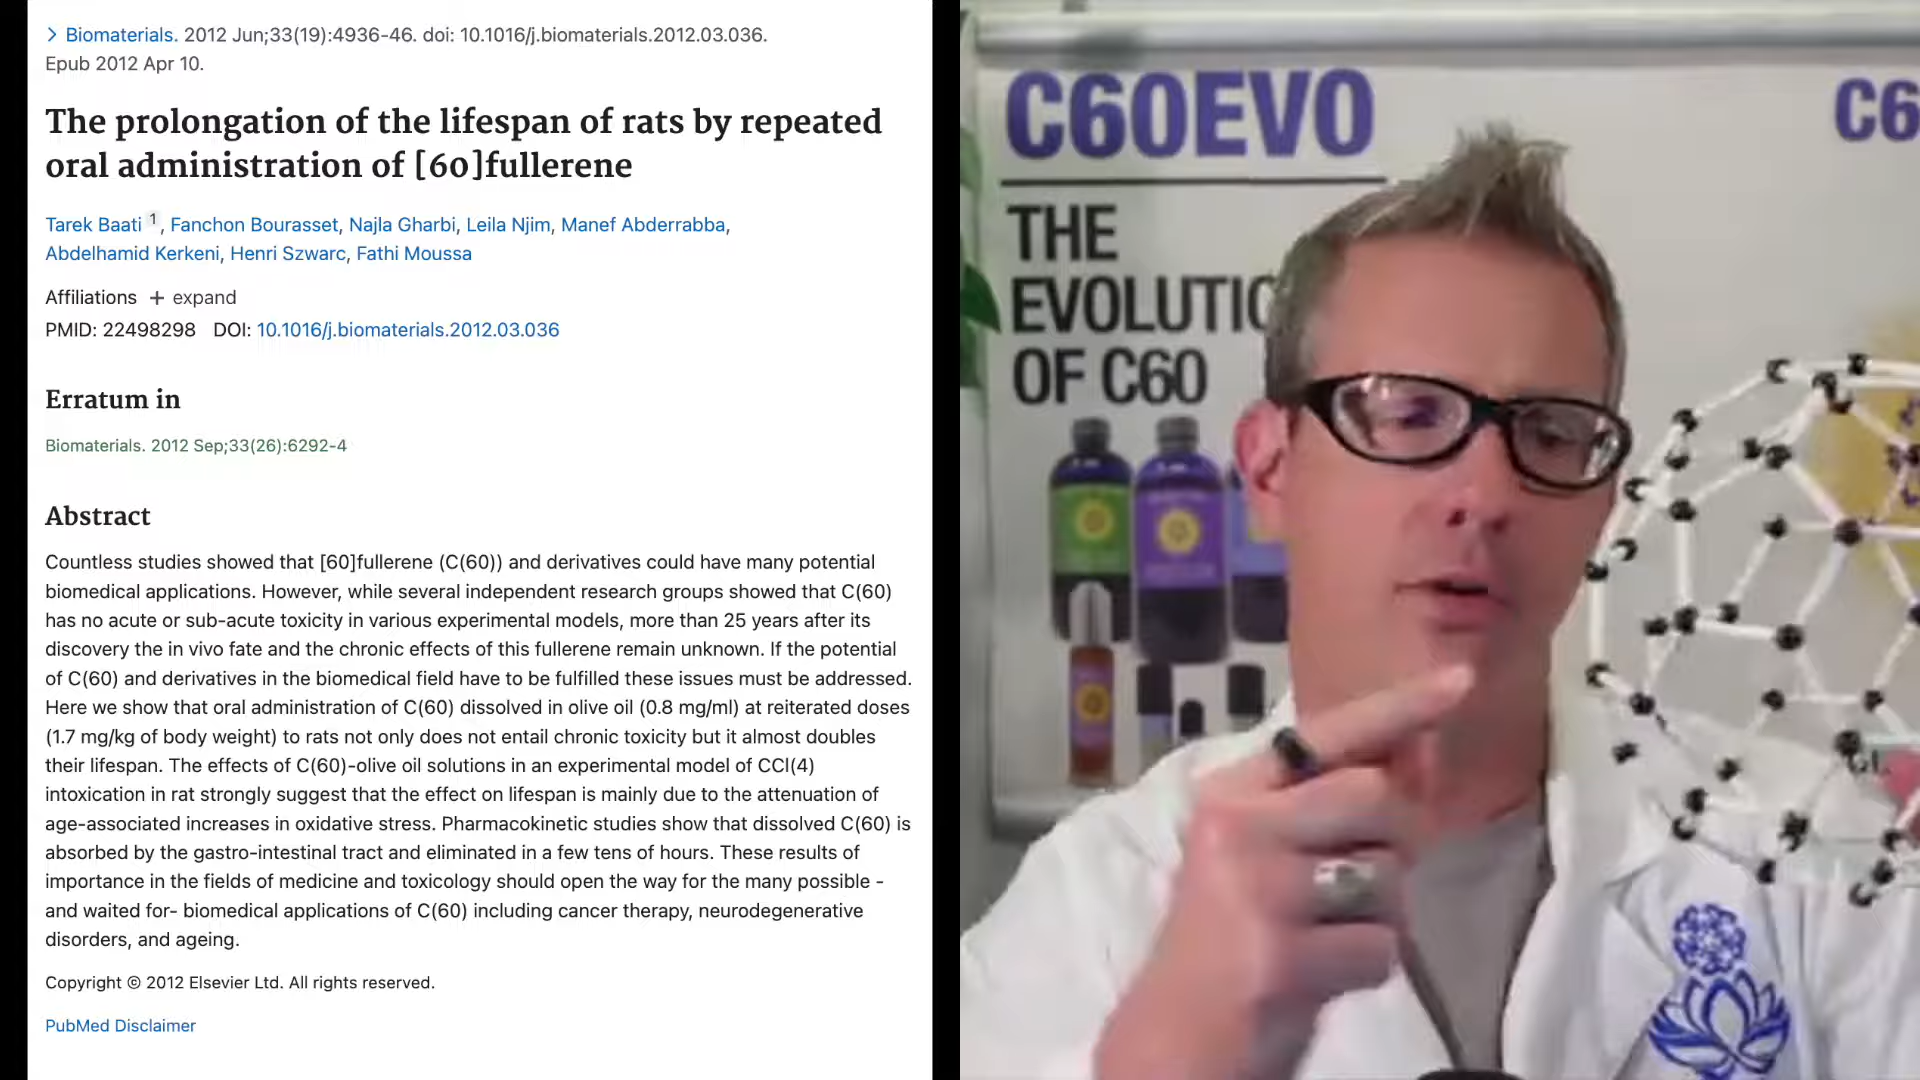 Biomaterials. 2012 Jun;33(19):4936-46. doi: 10.1016/j.biomaterials.2012.03.036.
Epub 2012 Apr 10.
The prolongation of the lifespan of rats by repeated
oral administration of [60]fullerene
Tarek Baati 1, Fanchon Bourasset, Najla Gharbi, Leila Njim, Manef Abderrabba,
Abdelhamid Kerkeni, Henri Szwarc, Fathi Moussa
Affiliations + expand
PMID: 22498298 DOI: 10.1016/j.biomaterials.2012.03.036
Erratum in
Biomaterials. 2012 Sep;33(26):6292-4
Abstract
Countless studies showed that [60]fullerene (C(60)) and derivatives could have many potential
biomedical applications. However, while several independent research groups showed that C(60)
has no acute or sub-acute toxicity in various experimental models, more than 25 years after its
discovery the in vivo fate and the chronic effects of this fullerene remain unknown. If the potential
of C(60) and derivatives in the biomedical field have to be fulfilled these issues must be addressed.
Here we show that oral administration of C(60) dissolved in olive oil (0.8 mg/ml) at reiterated doses
(1.7 mg/kg of body weight) to rats not only does not entail chronic toxicity but it almost doubles
their lifespan. The effects of C(60)-olive oil solutions in an experimental model of CCl(4)
intoxication in rat strongly suggest that the effect on lifespan is mainly due to the attenuation of
age-associated increases in oxidative stress. Pharmacokinetic studies show that dissolved C(60) is
absorbed by the gastro-intestinal tract and eliminated in a few tens of hours. These results of
importance in the fields of medicine and toxicology should open the way for the many possible -
and waited for- biomedical applications of C(60) including cancer therapy, neurodegenerative
disorders, and ageing.
Copyright © 2012 Elsevier Ltd. All rights reserved.
PubMed Disclaimer
C60EVO
THE
EVOLUTIO
OF C60
C6